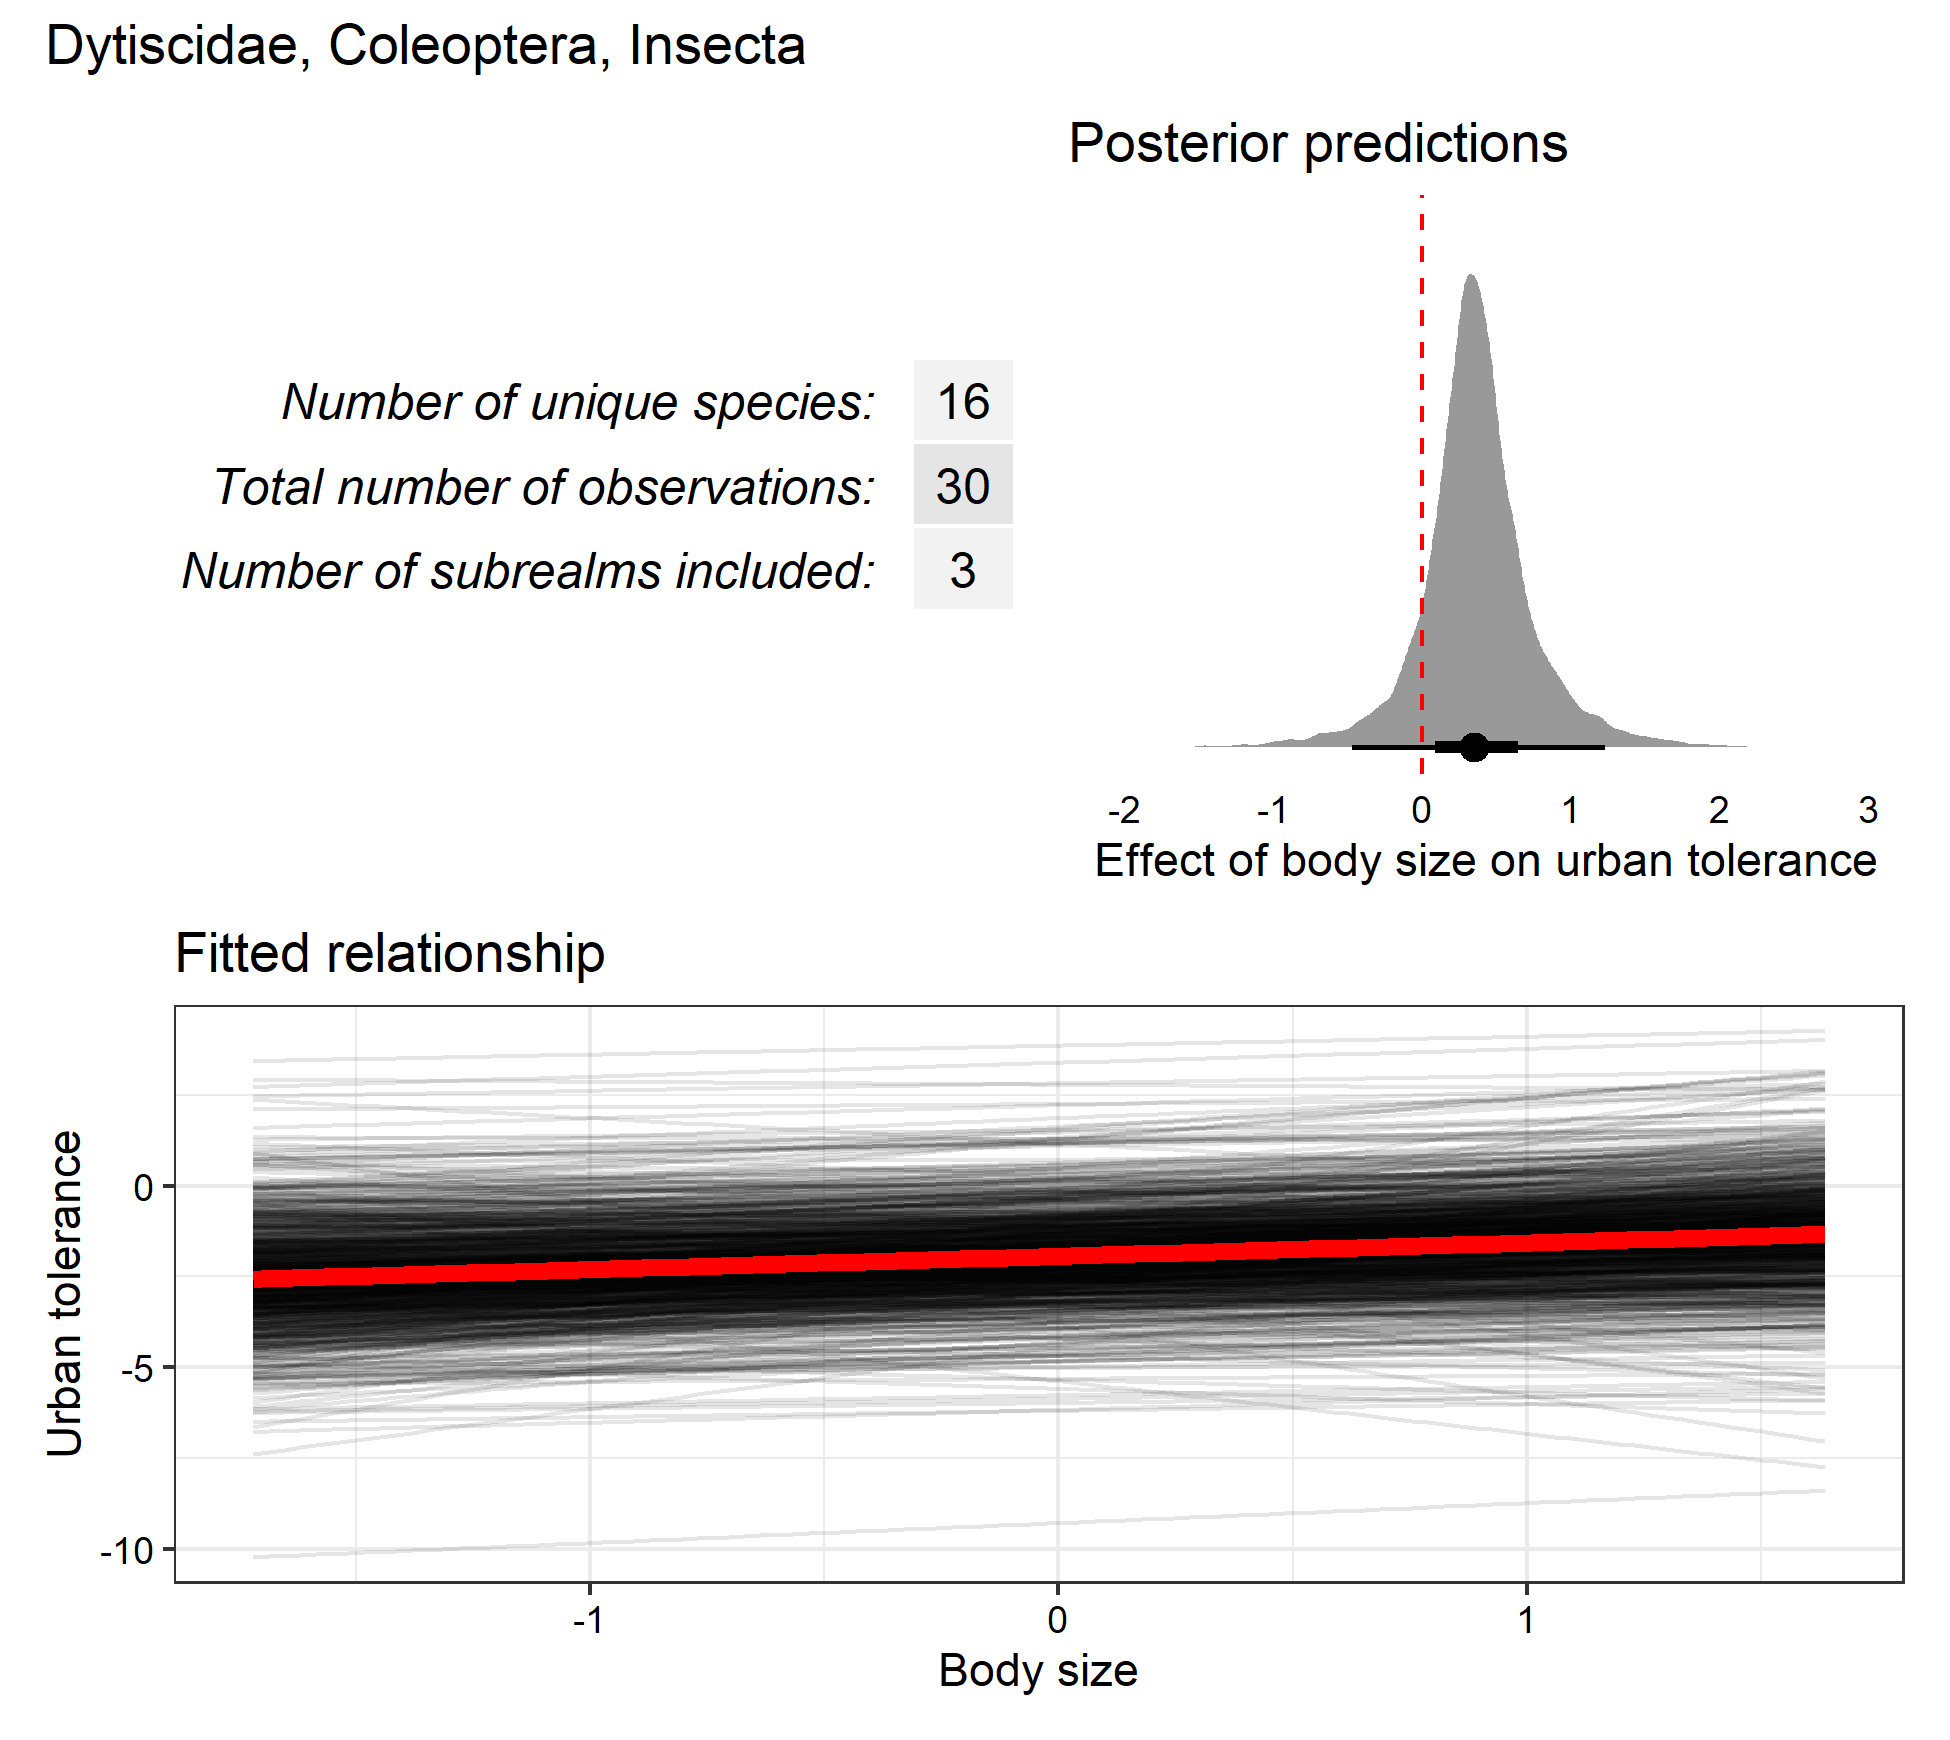 Dytiscidae, Coleoptera, Insecta
Posterior predictions
Number of unique species: 16
Total number of observations: 30
Number of subrealms included: 3
-2 -1 0 1 2 3
Effect of body size on urban tolerance
Fitted relationship
Urban tolerance
0
-5
-10
-1 0 1
Body size